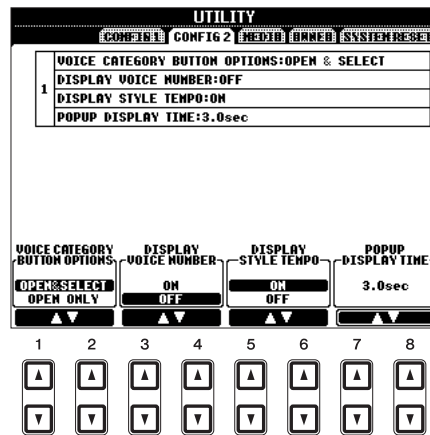 UTILITY
CONFIG 1 CONFIG 2 MEDIA OWNER SYSTEM RESET
VOICE CATEGORY BUTTON OPTIONS:OPEN & SELECT
1
DISPLAY VOICE NUMBER:OFF
DISPLAY STYLE TEMPO:ON
POPUP DISPLAY TIME:3.0sec
VOICE CATEGORY BUTTON OPTIONS
DISPLAY VOICE NUMBER
DISPLAY STYLE TEMPO
POPUP DISPLAY TIME
OPEN&SELECT ON ON 3.0sec
OPEN ONLY OFF OFF
1 2 3 4 5 6 7 8